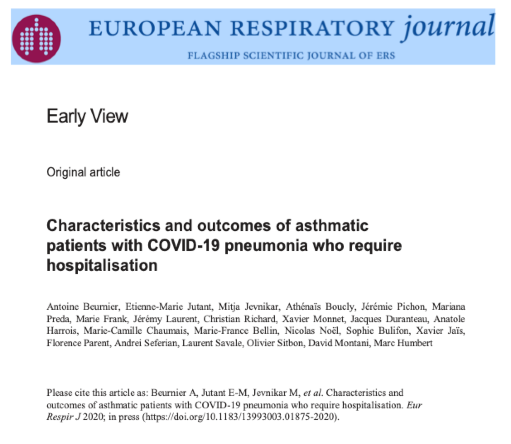 EUROPEAN RESPIRATORY journal
FLAGSHIP SCIENTIFIC JOURNAL OF ERS
Early View
Original article
Characteristics and outcomes of asthmatic
patients with COVID-19 pneumonia who require
hospitalisation
Antoine Beurnier, Etienne-Marie Jutant, Mitja Jevnikar, Athénaïs Boucly, Jérémie Pichon, Mariana
Preda, Marie Frank, Jérèmy Laurent, Christian Richard, Xavier Monnet, Jacques Duranteau, Anatole
Harrois, Marie-Camille Chaumais, Marie-France Bellin, Nicolas Noël, Sophie Bulifon, Xavier Jaïs,
Florence Parent, Andrei Seferian, Laurent Savale, Olivier Sitbon, David Montani, Marc Humbert
Please cite this article as: Beurnier A, Jutant E-M, Jevnikar M, et al. Characteristics and
outcomes of asthmatic patients with COVID-19 pneumonia who require hospitalisation. Eur
Respir J 2020; in press (https://doi.org/10.1183/13993003.01875-2020).